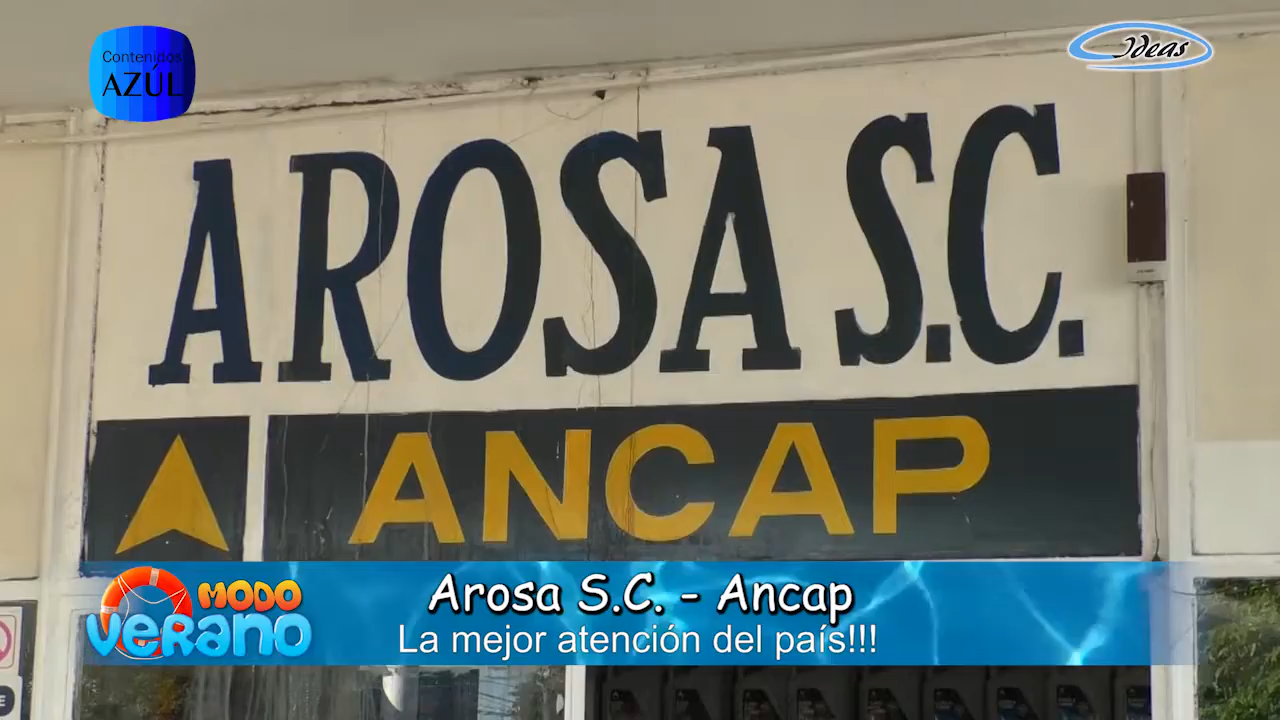 Contenidos
AZÚL
Ideas
AROSA S.C.
ANCAP
MODO
VERANO
Arosa S.C. - Ancap
La mejor atención del país!!!